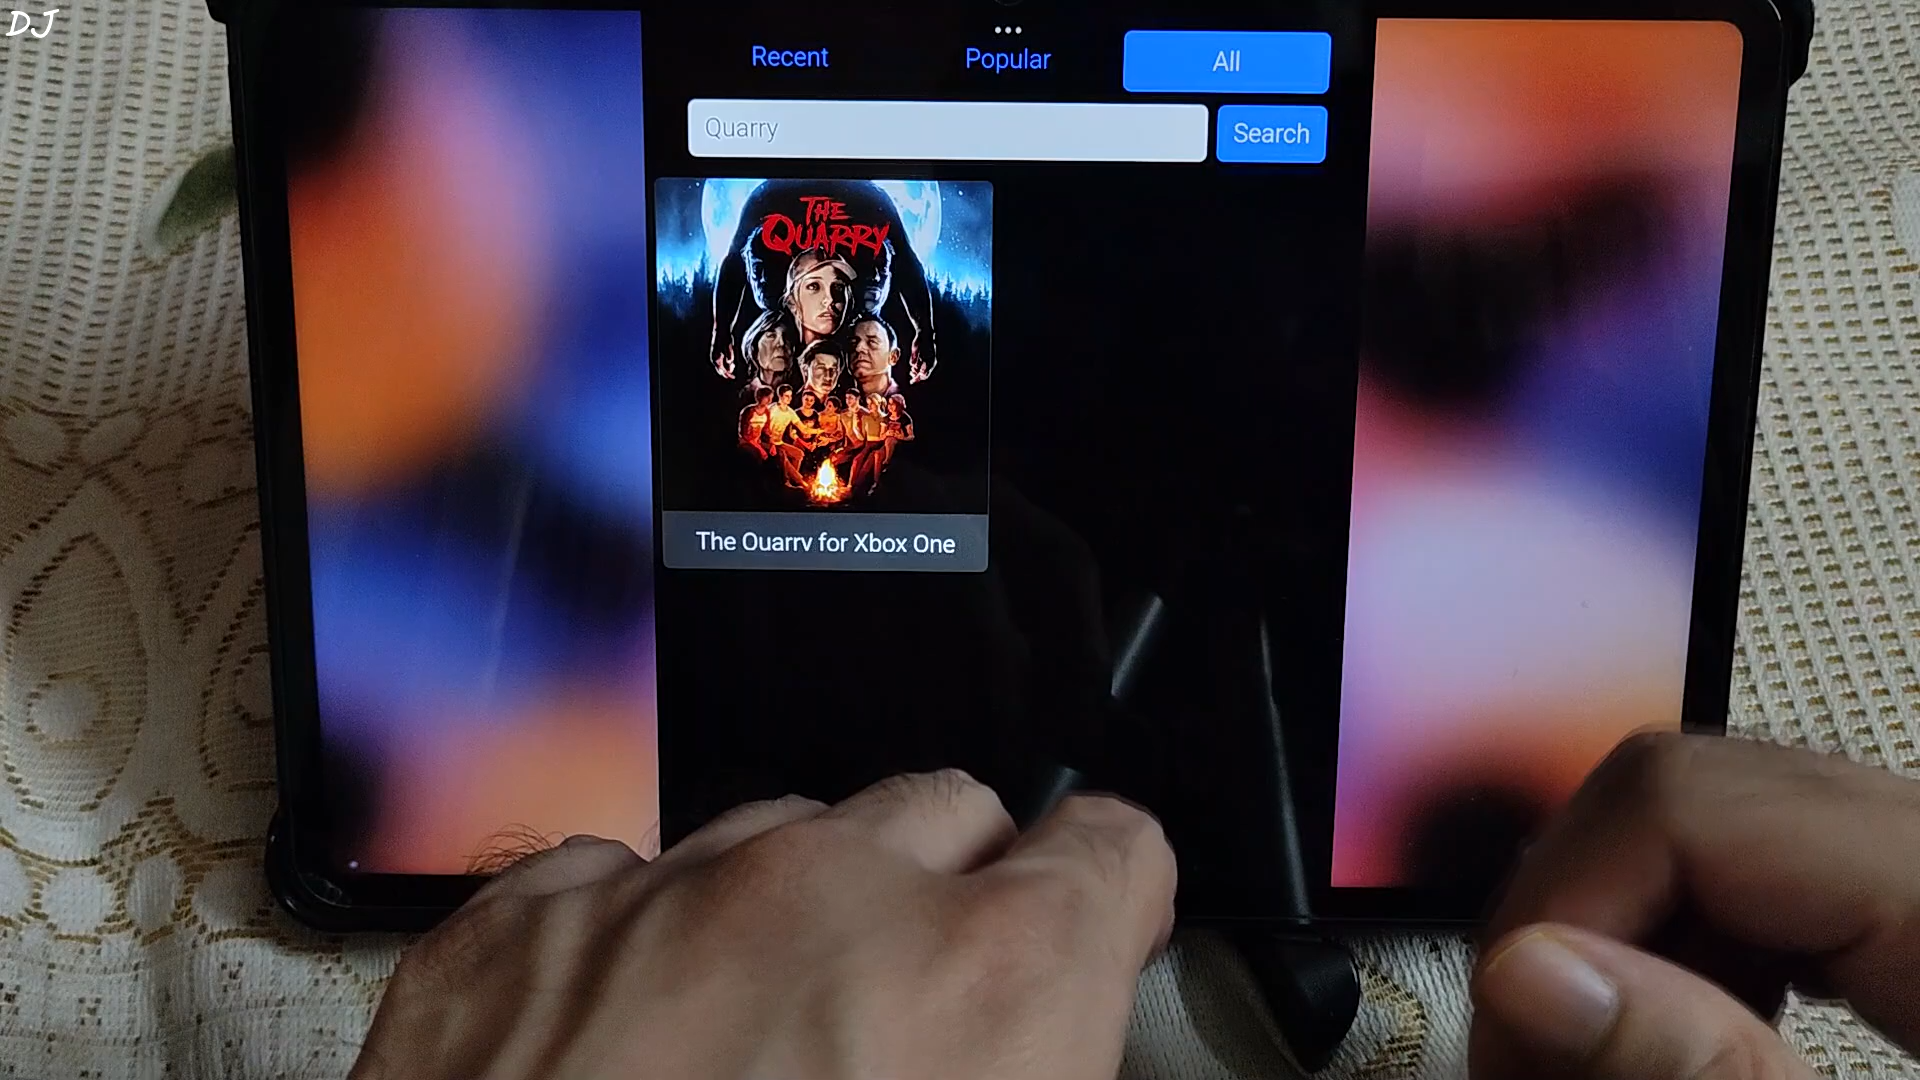 DJ
Recent
Popular
All
Quarry
Search
THE
QUARRY
The Quarry for Xbox One